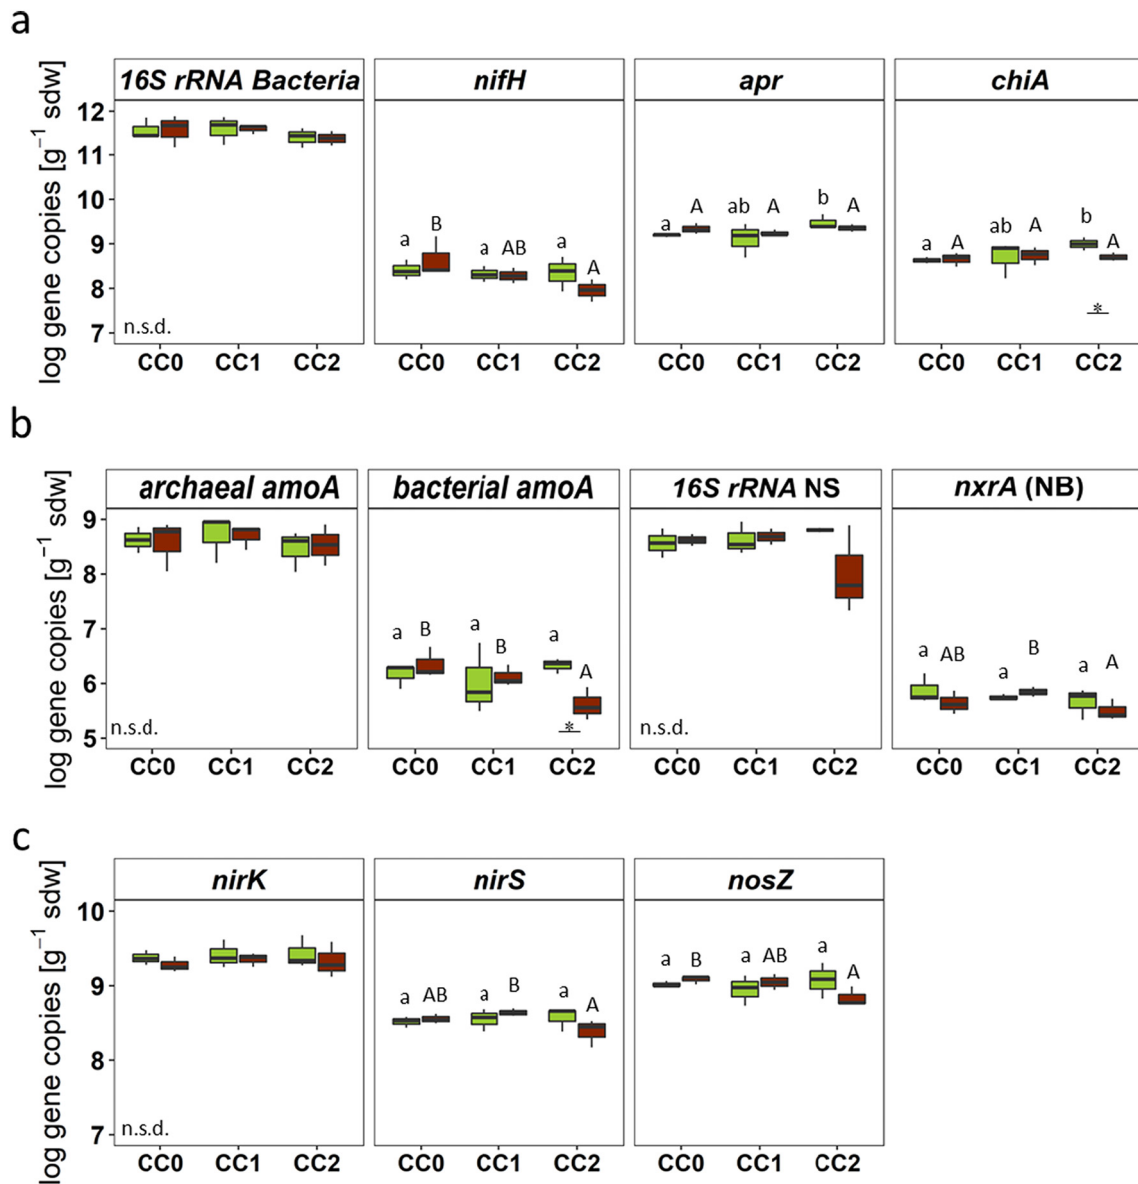 a
16S rRNA Bacteria nifH apr chiA
log gene copies [g⁻¹ sdw]
12
11
10
9
8
7
a B a AB a A
a A ab A b A
a A ab A b A
*
n.s.d.
CC0 CC1 CC2 CC0 CC1 CC2 CC0 CC1 CC2 CC0 CC1 CC2
b
archaeal amoA bacterial amoA 16S rRNA NS nxrA (NB)
log gene copies [g⁻¹ sdw]
9
8
7
6
5
n.s.d.
a B a B a A
*
n.s.d.
a AB a B a A
CC0 CC1 CC2 CC0 CC1 CC2 CC0 CC1 CC2 CC0 CC1 CC2
c
nirK nirS nosZ
log gene copies [g⁻¹ sdw]
10
9
8
7
n.s.d.
a AB a B a A
a B a AB a A
CC0 CC1 CC2 CC0 CC1 CC2 CC0 CC1 CC2